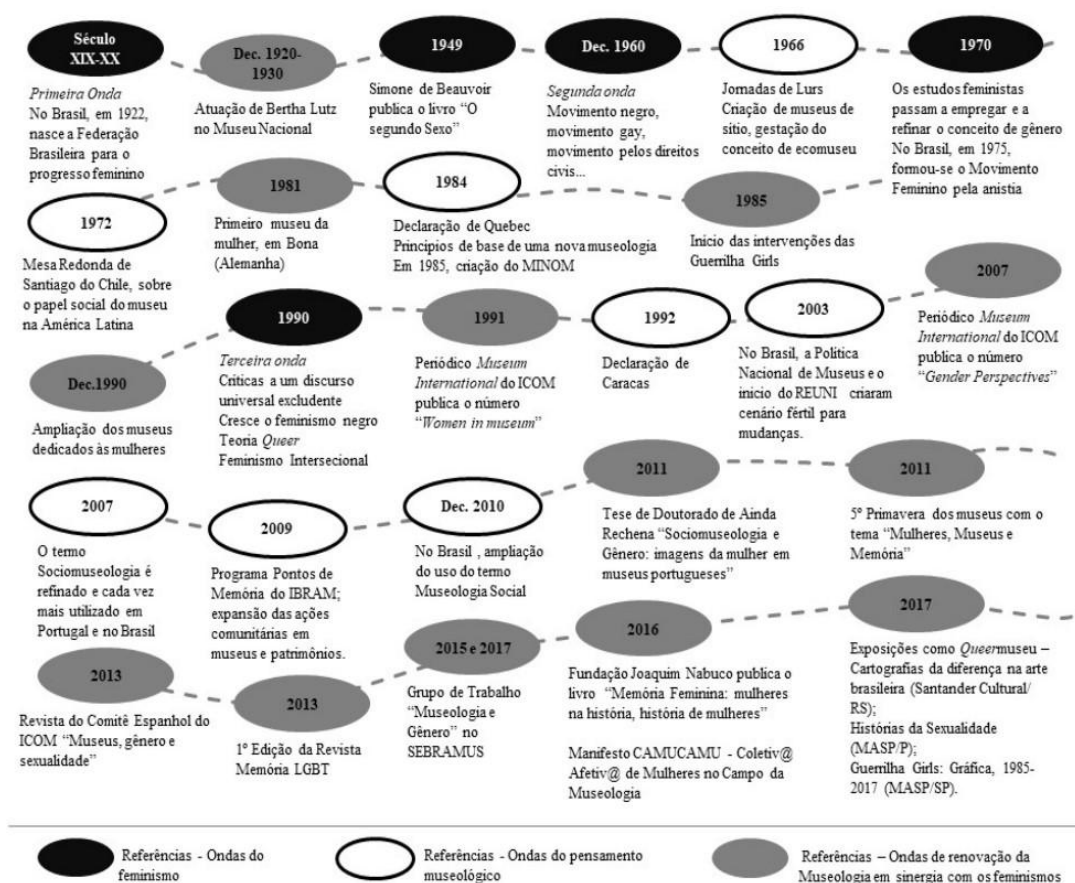 Século
XIX-XX
Primeira Onda
No Brasil, em 1922,
nasce a Federação
Brasileira para o
progresso feminino
Dec. 1920-
1930
Atuação de Bertha Lutz
no Museu Nacional
1949
Simone de Beauvoir
publica o livro “O
segundo Sexo”
Dec. 1960
Segunda onda
Movimento negro,
movimento gay,
movimento pelos direitos
civis...
1966
Jornadas de Lurs
Criação de museus de
sítio, gestação do
conceito de ecomuseu
1970
Os estudos feministas
passam a empregar e a
refinar o conceito de gênero
No Brasil, em 1975,
formou-se o Movimento
Feminino pela anistia
1972
Mesa Redonda de
Santiago do Chile, sobre
o papel social do museu
na América Latina
1981
Primeiro museu da
mulher, em Bona
(Alemanha)
1984
Declaração de Quebec
Princípios de base de uma nova museologia
Em 1985, criação do MINOM
1985
Início das intervenções das
Guerrilha Girls
2007
Periódico Museum
International do ICOM
publica o número
“Gender Perspectives”
Dec.1990
Ampliação dos museus
dedicados às mulheres
1990
Terceira onda
Críticas a um discurso
universal excludente
Cresce o feminismo negro
Teoria Queer
Feminismo Intersecional
1991
Periódico Museum
International do ICOM
publica o número
“Women in museum”
1992
Declaração de
Caracas
2003
No Brasil, a Política
Nacional de Museus e o
início do REUNI criaram
cenário fértil para
mudanças.
2007
O termo
Sociomuseologia é
refinado e cada vez
mais utilizado em
Portugal e no Brasil
2009
Programa Pontos de
Memória do IBRAM;
expansão das ações
comunitárias em
museus e patrimônios.
Dec. 2010
No Brasil , ampliação
do uso do termo
Museologia Social
2011
Tese de Doutorado de Ainda
Rechena “Sociomuseologia e
Gênero: imagens da mulher em
museus portugueses”
2011
5º Primavera dos museus com o
tema “Mulheres, Museus e
Memória”
2013
Revista do Comitê Espanhol do
ICOM “Museus, gênero e
sexualidade”
2013
1º Edição da Revista
Memória LGBT
2015 e 2017
Grupo de Trabalho
“Museologia e
Gênero” no
SEBRAMUS
2016
Fundação Joaquim Nabuco publica o
livro “Memória Feminina: mulheres
na história, história de mulheres”
Manifesto CAMUCAMU - Coletiv@
Afetiv@ de Mulheres no Campo da
Museologia
2017
Exposições como Queermuseu –
Cartografias da diferença na arte
brasileira (Santander Cultural/
RS);
Histórias da Sexualidade
(MASP/P);
Guerrilha Girls: Gráfica, 1985-
2017 (MASP/SP).
Referências - Ondas do
feminismo
Referências - Ondas do pensamento
museológico
Referências – Ondas de renovação da
Museologia em sinergia com os feminismos